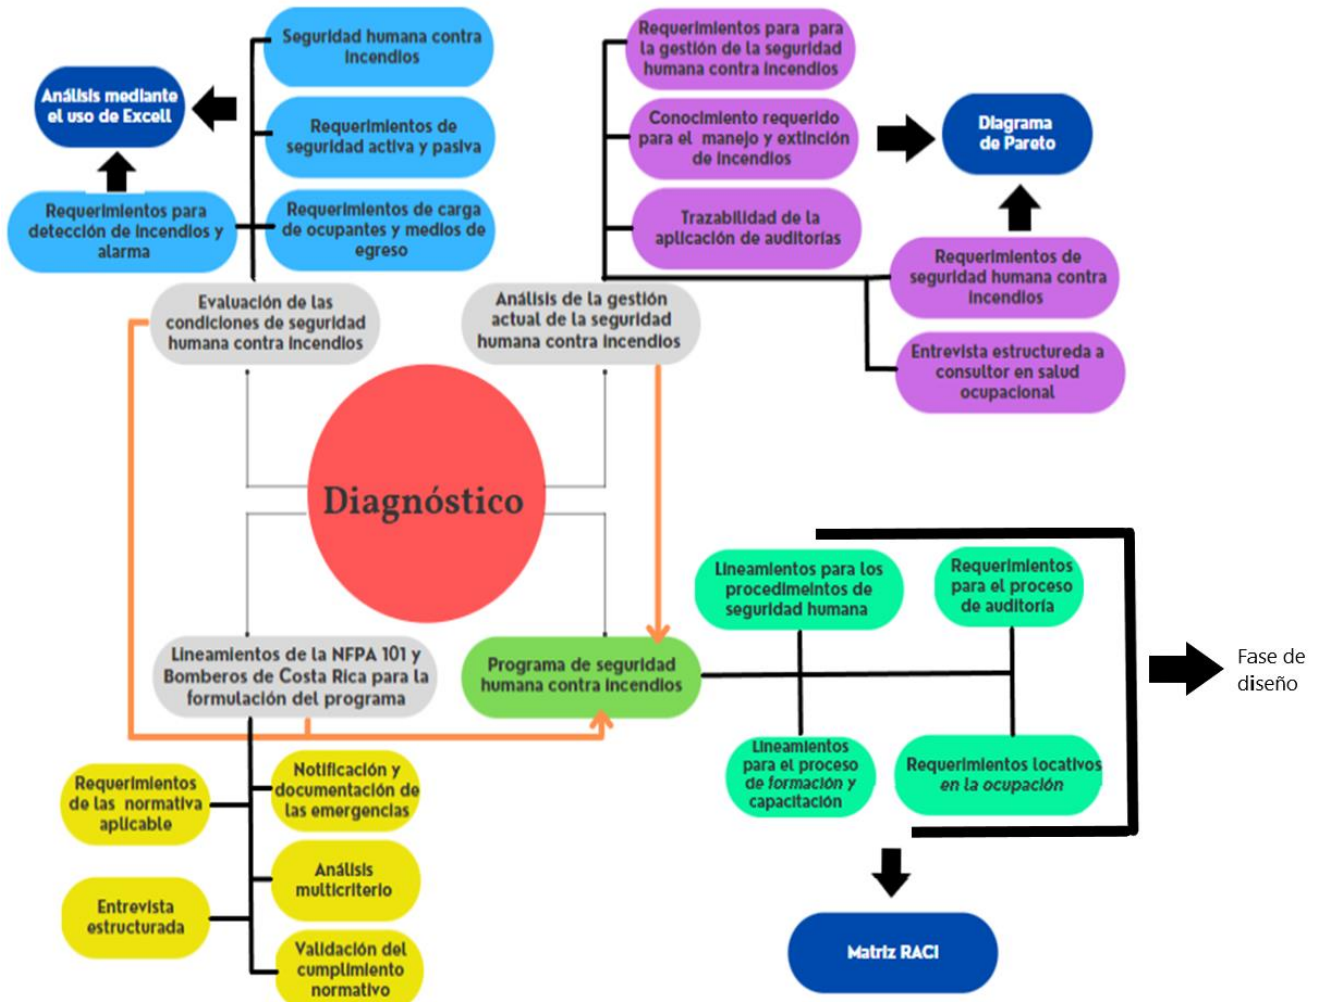 Seguridad humana contra
incendios
Análisis mediante
el uso de Excell
Requerimientos de
seguridad activa y pasiva
Requerimientos para
detección de incendios y
alarma
Requerimientos de carga
de ocupantes y medios de
egreso
Evaluación de las
condiciones de seguridad
humana contra incendios
Requerimientos para para
la gestión de la seguridad
humana contra incendios
Conocimiento requerido
para el manejo y extinción
de incendios
Diagrama
de Pareto
Trazabilidad de la
aplicación de auditorías
Requerimientos de
seguridad humana contra
incendios
Análisis de la gestión
actual de la seguridad
humana contra incendios
Entrevista estructureda a
consultor en salud
ocupacional
Diagnóstico
Lineamientos de la NFPA 101 y
Bomberos de Costa Rica para la
formulación del programa
Programa de seguridad
humana contra incendios
Lineamientos para los
procedimeintos de
seguridad humana
Requerimientos
para el proceso
de auditoría
Fase de
diseño
Lineamientos
para el proceso
de formación y
capacitación
Requerimientos locativos
en la ocupación
Requerimientos
de las normativa
aplicable
Notificación y
documentación de
las emergencias
Análisis
multicriterio
Entrevista
estructurada
Validación del
cumplimiento
normativo
Matriz RACI